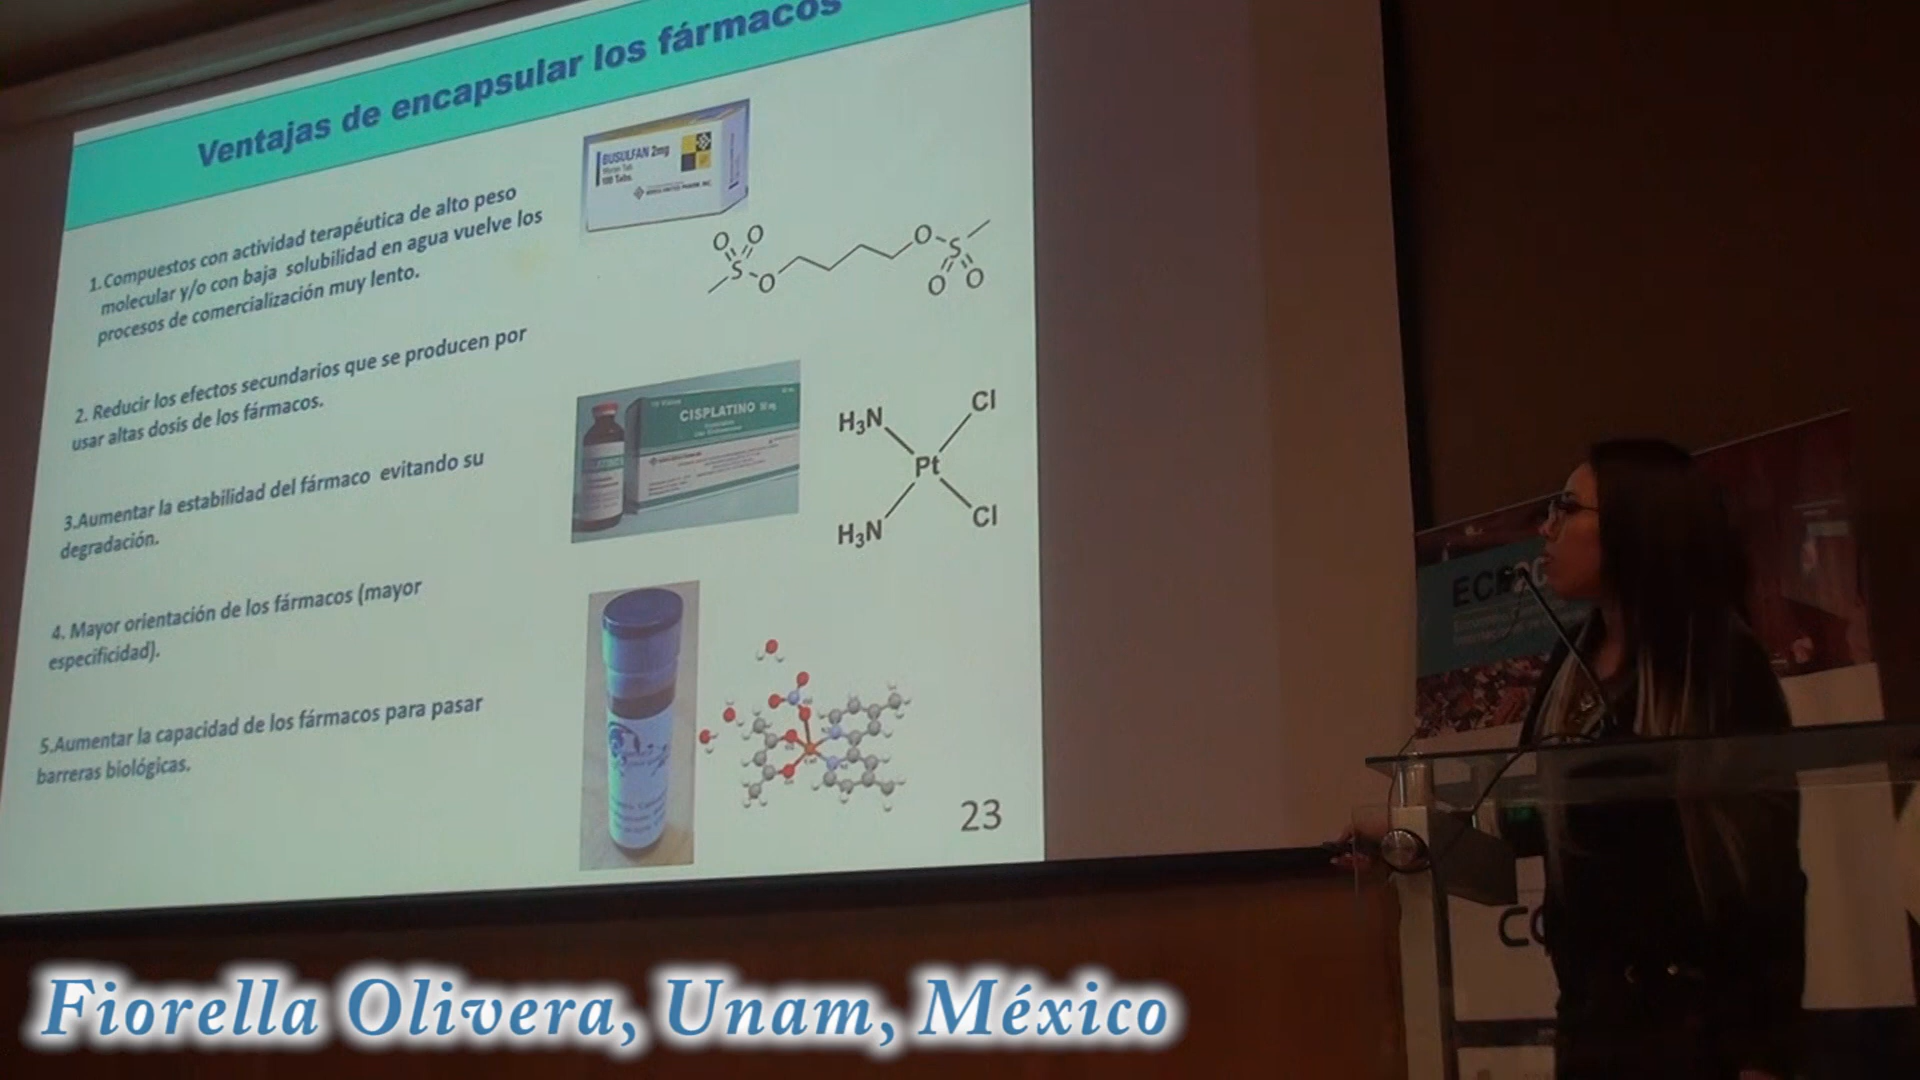 Ventajas de encapsular los fármacos
1.Compuestos con actividad terapéutica de alto peso
molecular y/o con baja solubilidad en agua vuelve los
procesos de comercialización muy lento.
2. Reducir los efectos secundarios que se producen por
usar altas dosís de los fármacos.
3.Aumentar la estabilidad del fármaco evitando su
degradación.
4. Mayor orientación de los fármacos (mayor
especificidad).
5.Aumentar la capacidad de los fármacos para pasar
barreras biológicas.
BUSULFAN 2mg
100 Tabs.
O O
S
O
O
S
O O
CISPLATINO
H3N
Cl
Pt
H3N
Cl
23
Fiorella Olivera, Unam, México